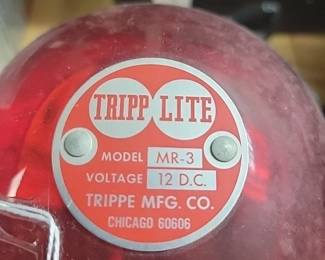 TRIPP LITE
MODEL MR-3
VOLTAGE 12 D.C.
TRIPPE MFG. CO.
CHICAGO 60606